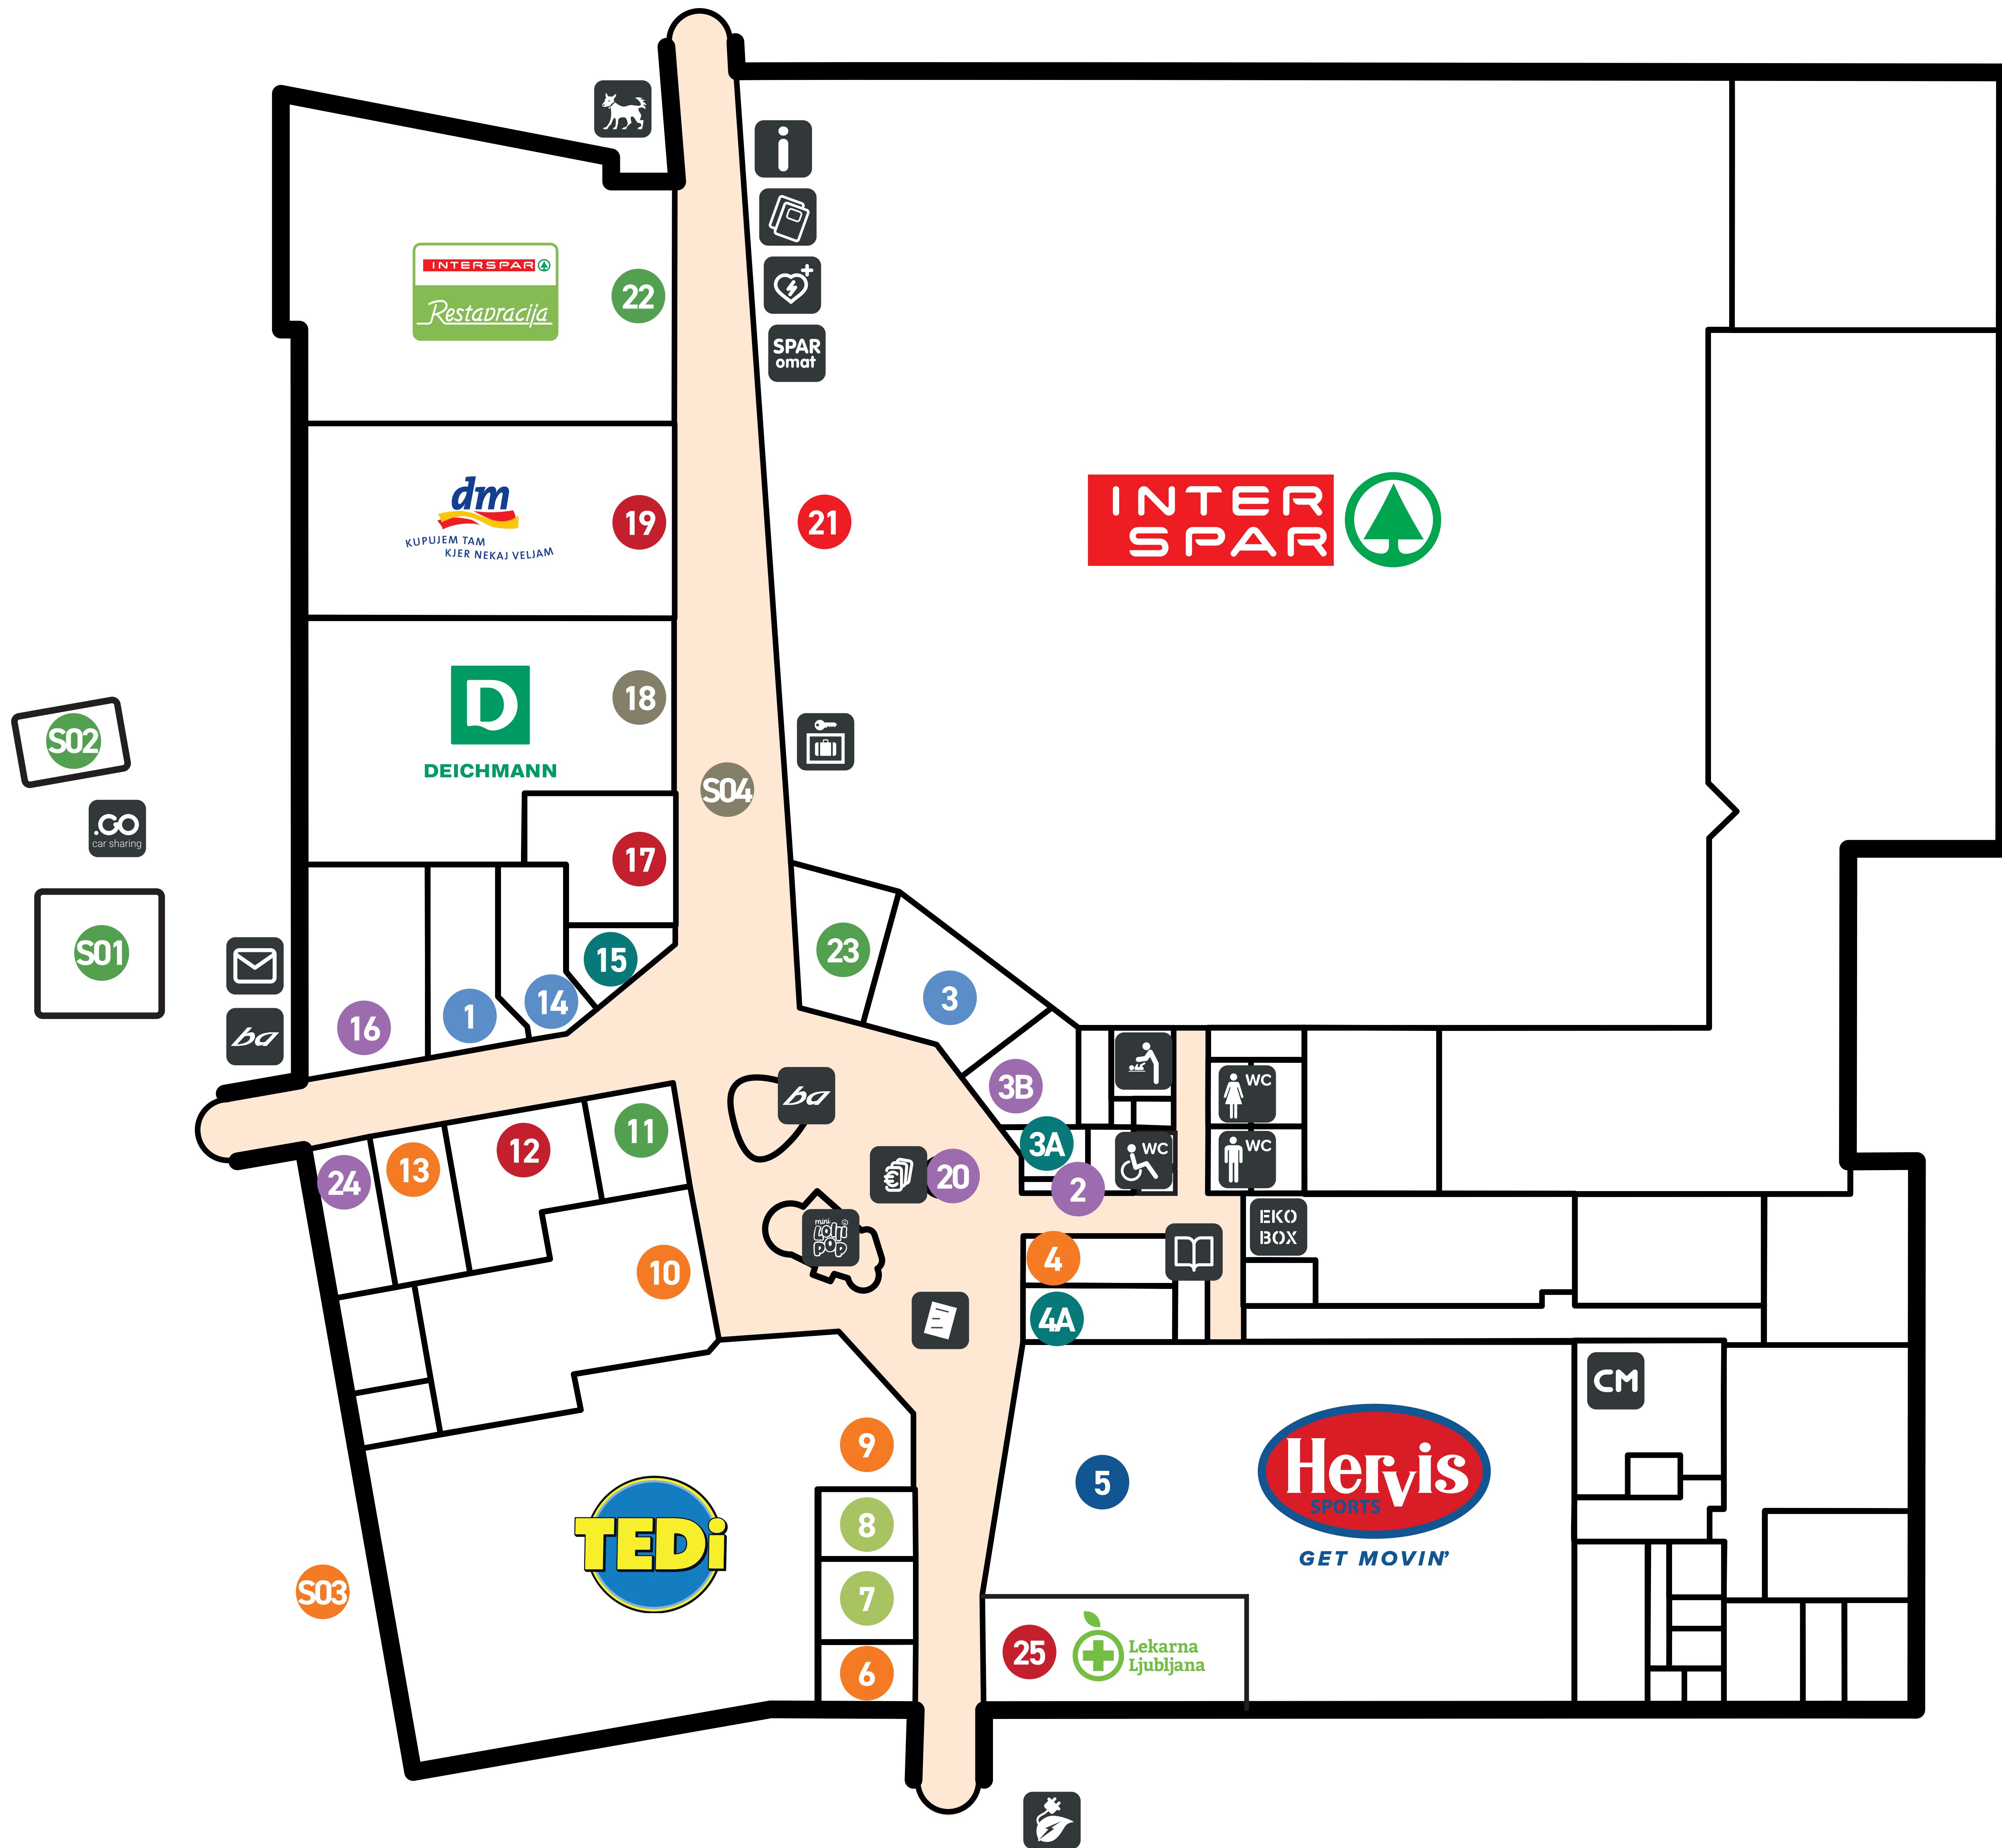 i
INTERSPAR
Restavracija
22
SPAR
omat
dm
KUPUJEM TAM
KJER NEKAJ VELJAM
19
21
INTER
SPAR
D
DEICHMANN
18
S02
S04
.GO
car sharing
17
S01
23
15
3
14
1
16
ba
3B
WC
ba
11
12
3A
WC
WC
13
24
20
2
EKO
BOX
mini
LOllipOp
4
10
4A
CM
9
5
Hervis
SPORTS
GET MOVIN'
8
TEDi
7
S03
25
Lekarna
Ljubljana
6